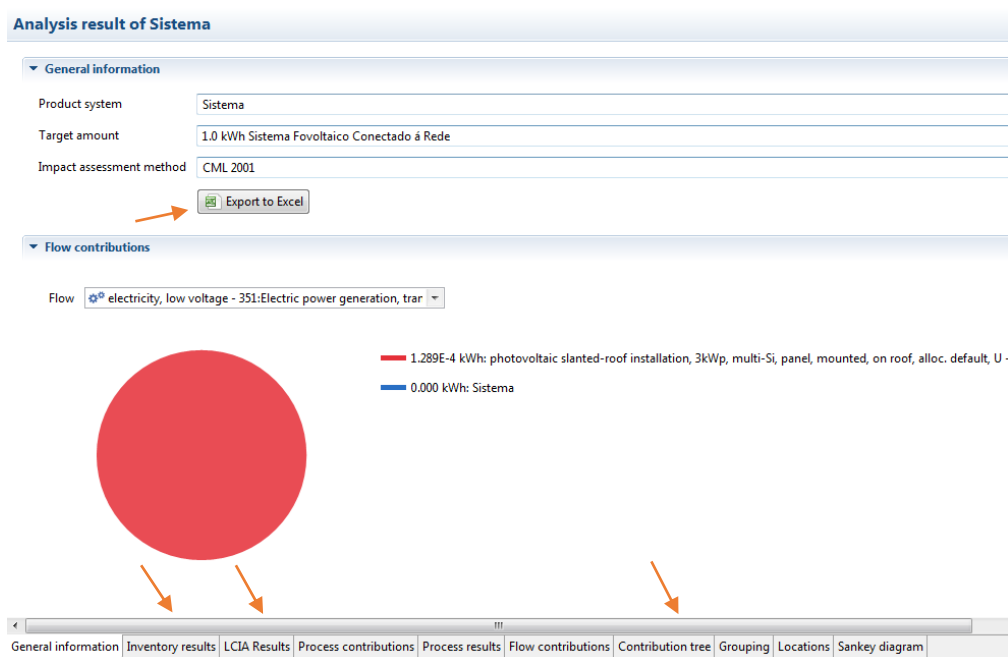 Analysis result of Sistema
General information
Product system Sistema
Target amount 1.0 kWh Sistema Fovoltaico Conectado á Rede
Impact assessment method CML 2001
Export to Excel
Flow contributions
Flow electricity, low voltage - 351:Electric power generation, trar
1.289E-4 kWh: photovoltaic slanted-roof installation, 3kWp, multi-Si, panel, mounted, on roof, alloc. default, U -
0.000 kWh: Sistema
General information Inventory results LCIA Results Process contributions Process results Flow contributions Contribution tree Grouping Locations Sankey diagram